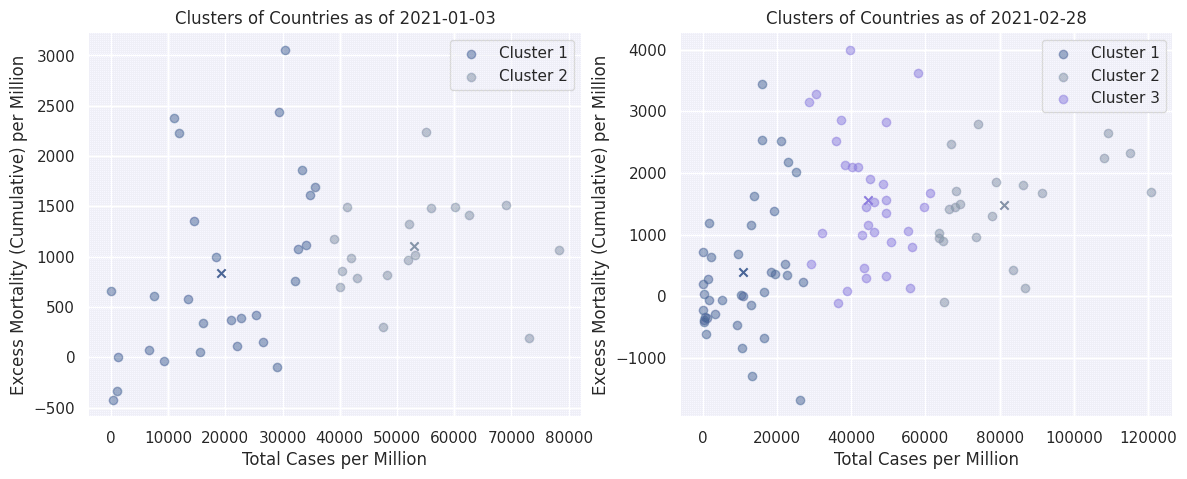 Clusters of Countries as of 2021-01-03
Excess Mortality (Cumulative) per Million
3000
2500
2000
1500
1000
500
0
−500
Cluster 1
Cluster 2
0 10000 20000 30000 40000 50000 60000 70000 80000
Total Cases per Million
Clusters of Countries as of 2021-02-28
Excess Mortality (Cumulative) per Million
4000
3000
2000
1000
0
−1000
Cluster 1
Cluster 2
Cluster 3
0 20000 40000 60000 80000 100000 120000
Total Cases per Million